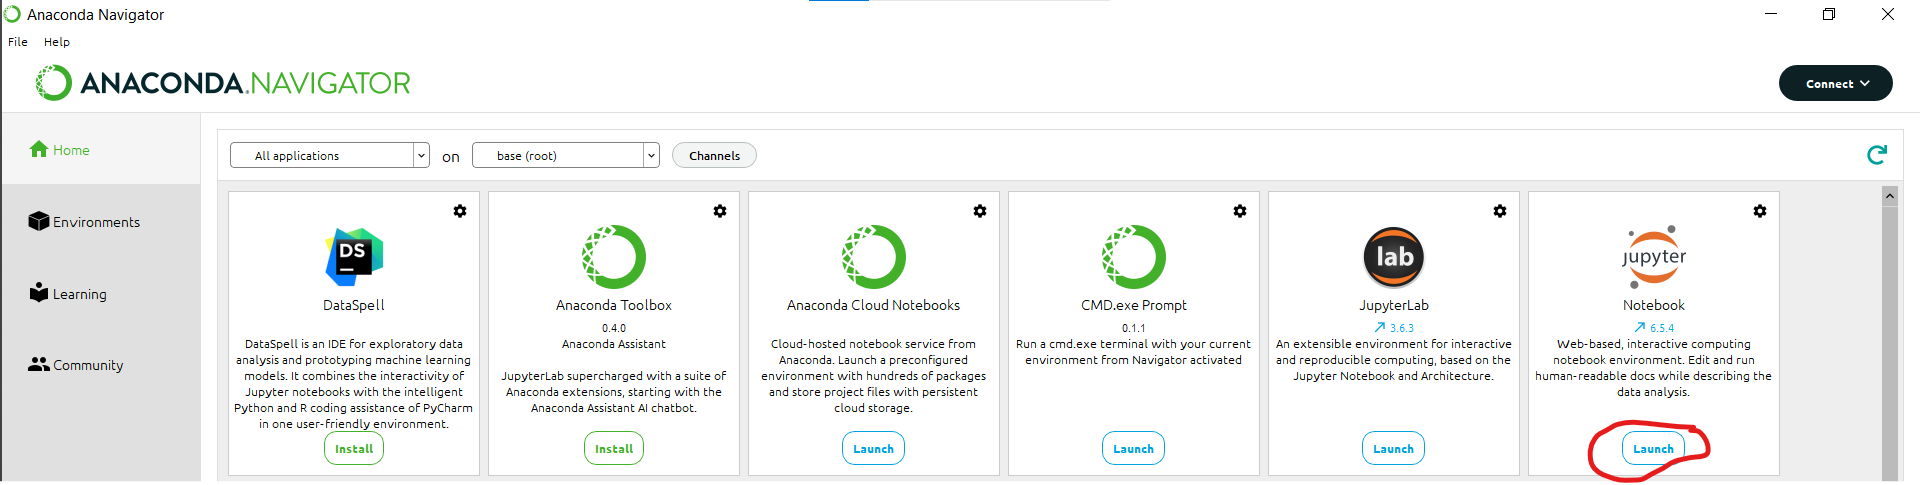 Anaconda Navigator
File Help
ANACONDA.NAVIGATOR
Connect
Home
Environments
Learning
Community
All applications on base (root) Channels
DS
DataSpell
DataSpell is an IDE for exploratory data
analysis and prototyping machine learning
models. It combines the interactivity of
Jupyter notebooks with the intelligent
Python and R coding assistance of PyCharm
in one user-friendly environment.
Install
Anaconda Toolbox
0.4.0
Anaconda Assistant
JupyterLab supercharged with a suite of
Anaconda extensions, starting with the
Anaconda Assistant AI chatbot.
Install
Anaconda Cloud Notebooks
Cloud-hosted notebook service from
Anaconda. Launch a preconfigured
environment with hundreds of packages
and store project files with persistent
cloud storage.
Launch
CMD.exe Prompt
0.1.1
Run a cmd.exe terminal with your current
environment from Navigator activated
Launch
lab
JupyterLab
3.6.3
An extensible environment for interactive
and reproducible computing, based on the
Jupyter Notebook and Architecture.
Launch
jupyter
Notebook
6.5.4
Web-based, interactive computing
notebook environment. Edit and run
human-readable docs while describing the
data analysis.
Launch